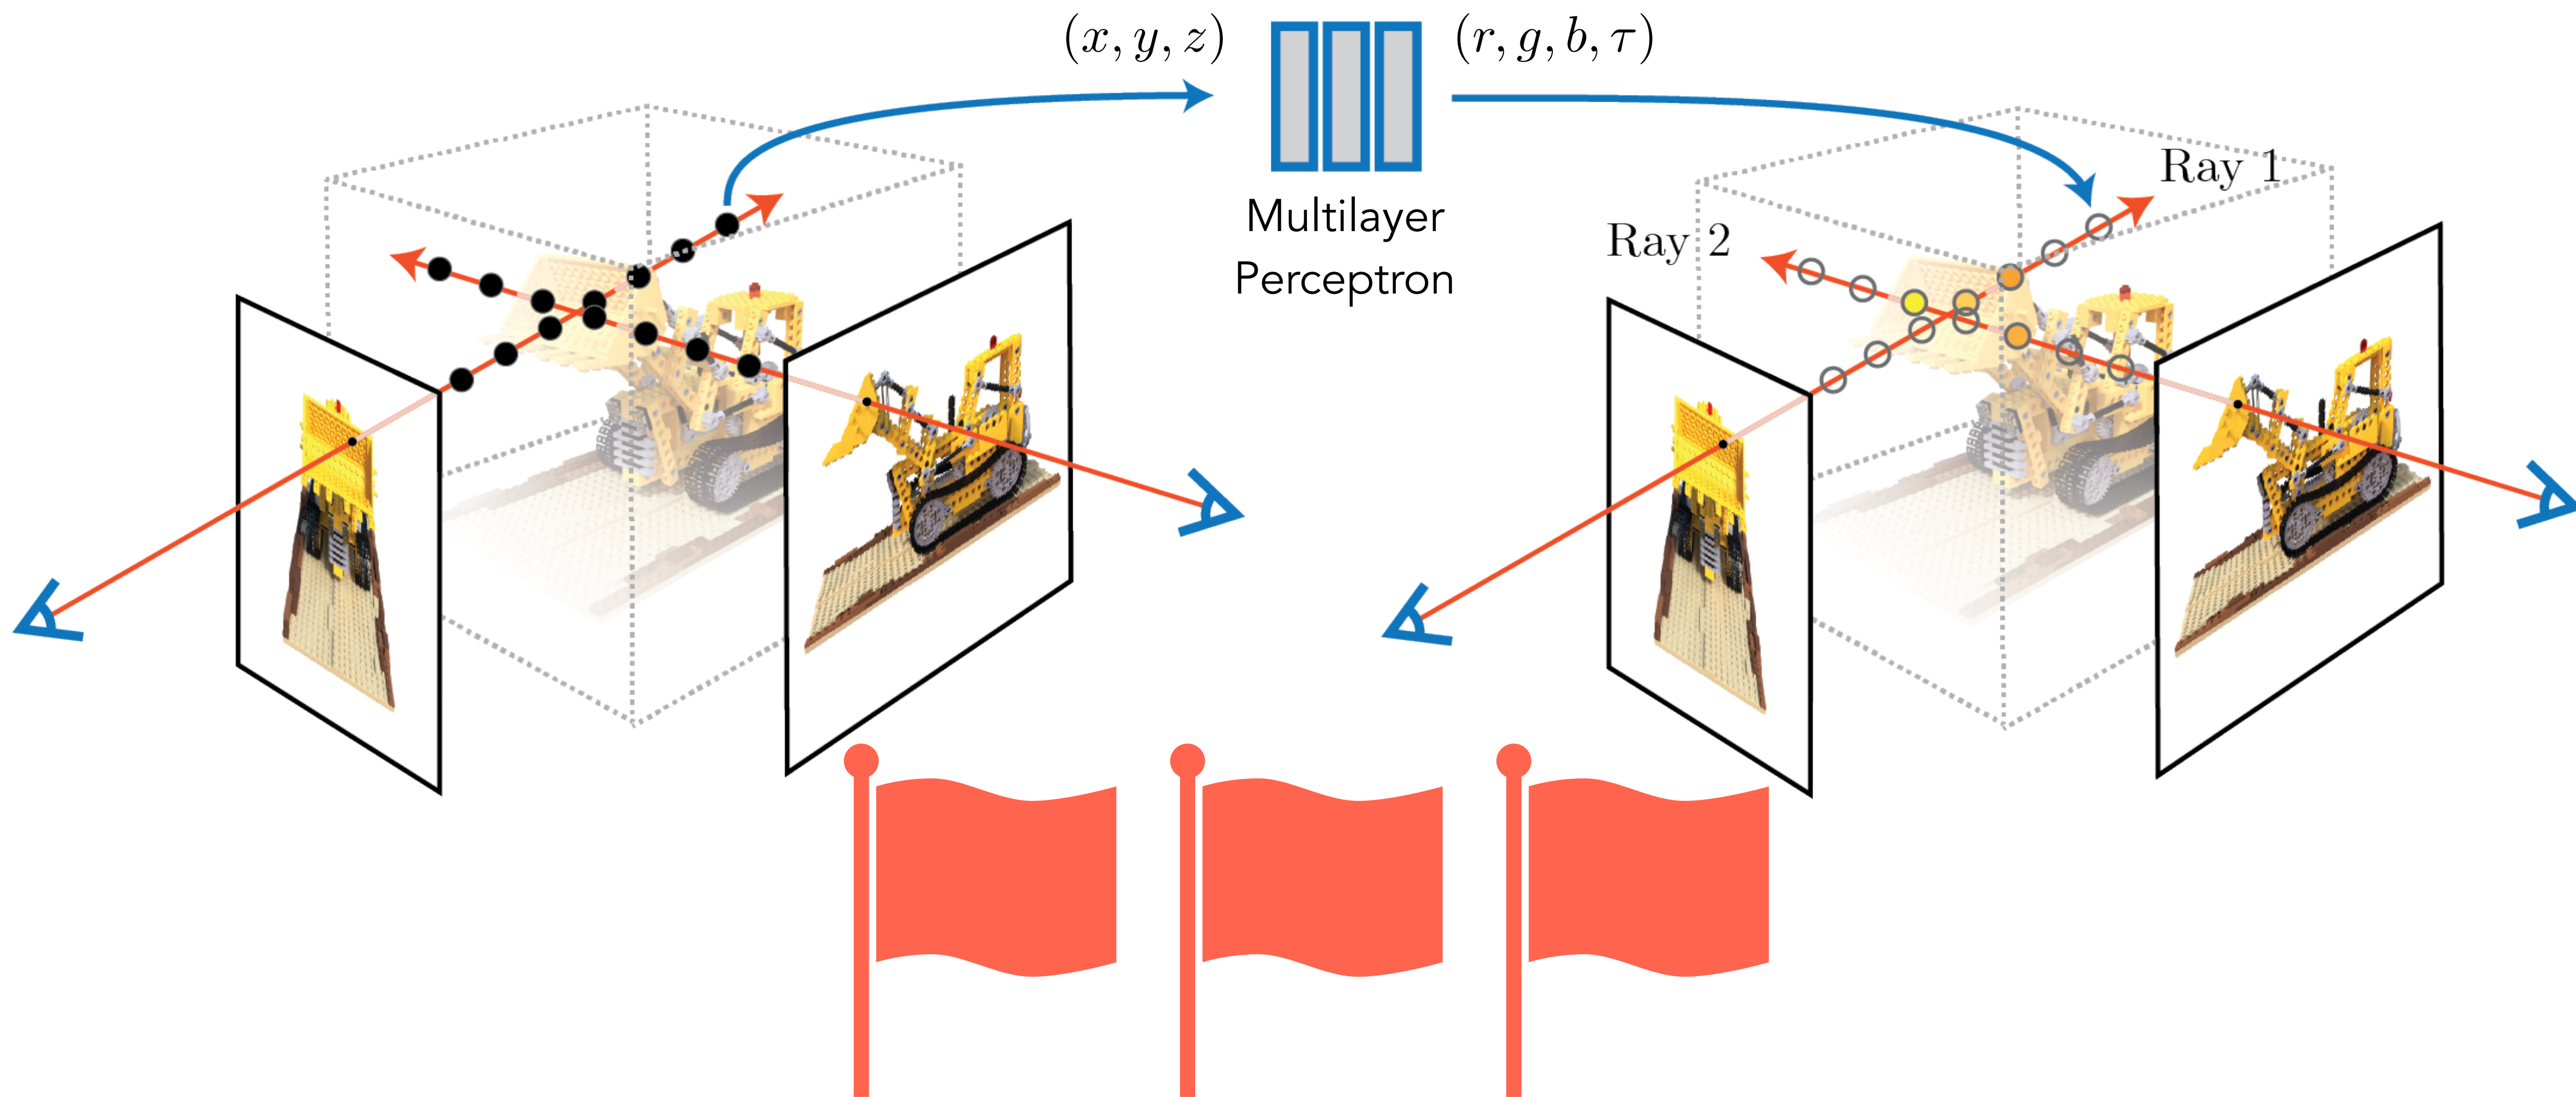 (x, y, z)
(r, g, b, τ)
Multilayer
Perceptron
Ray 1
Ray 2